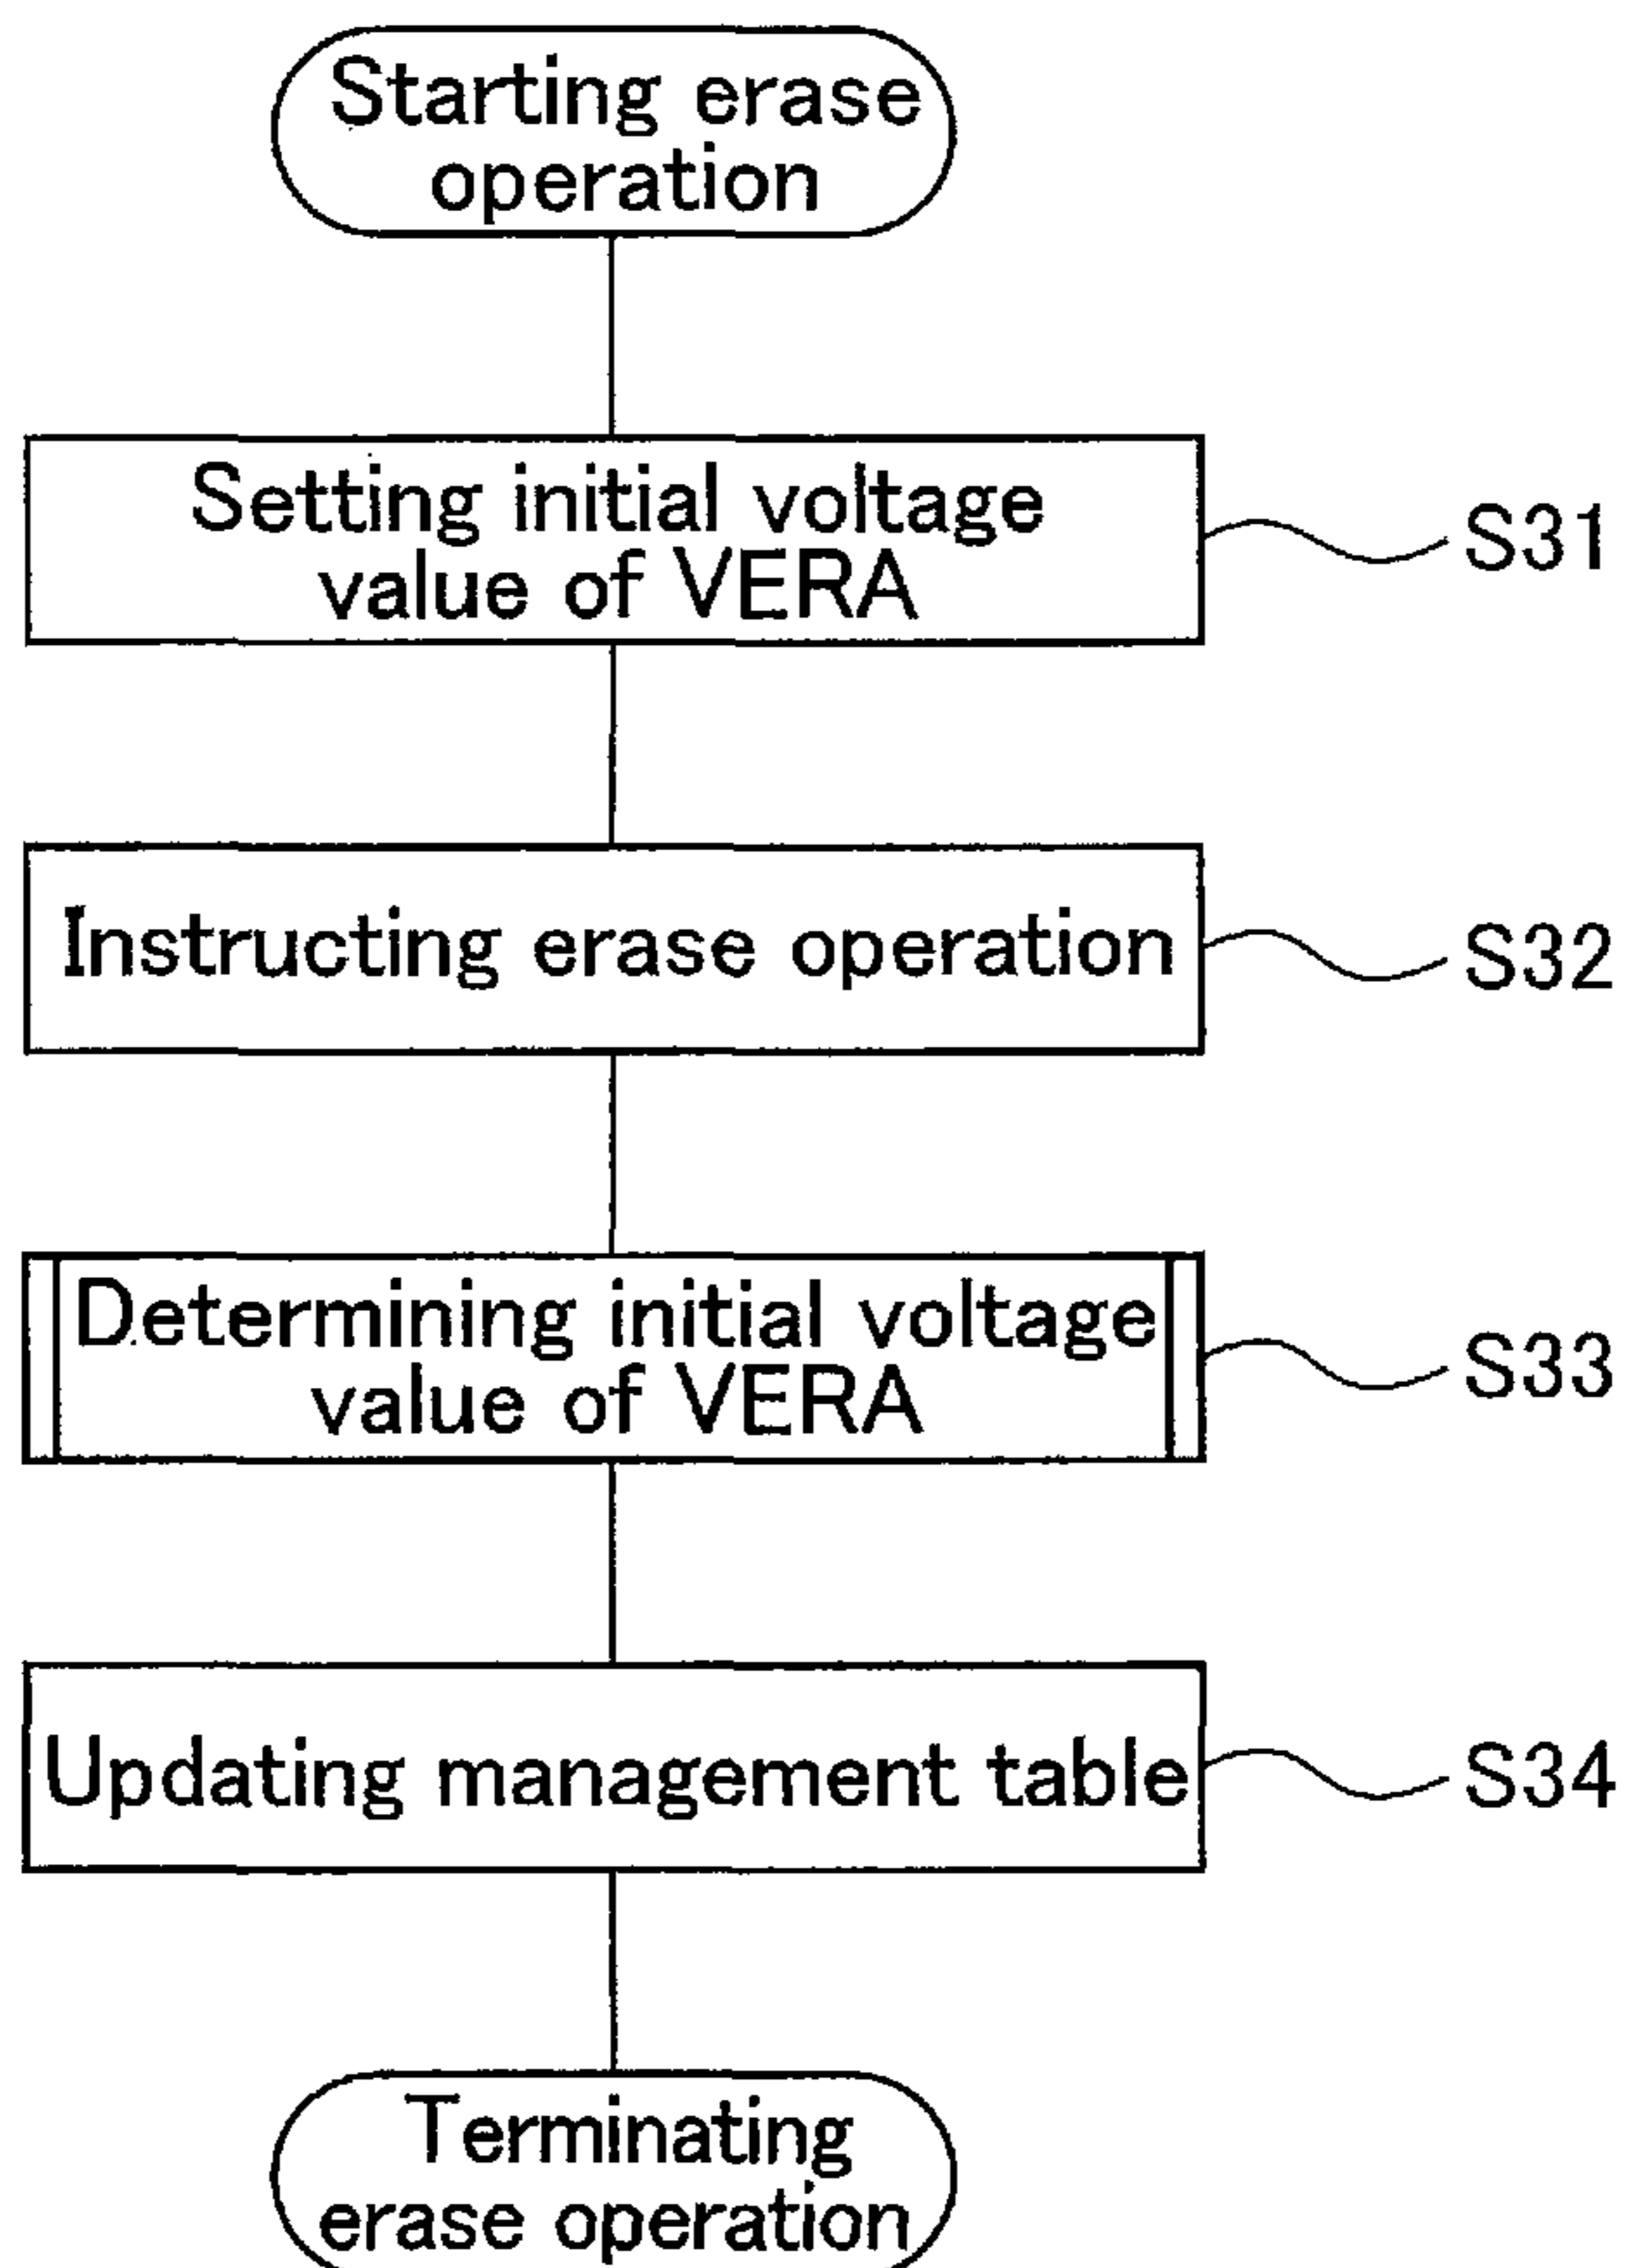 Starting erase
operation
Setting initial voltage
value of VERA
S31
Instructing erase operation
S32
Determining initial voltage
value of VERA
S33
Updating management table
S34
Terminating
erase operation